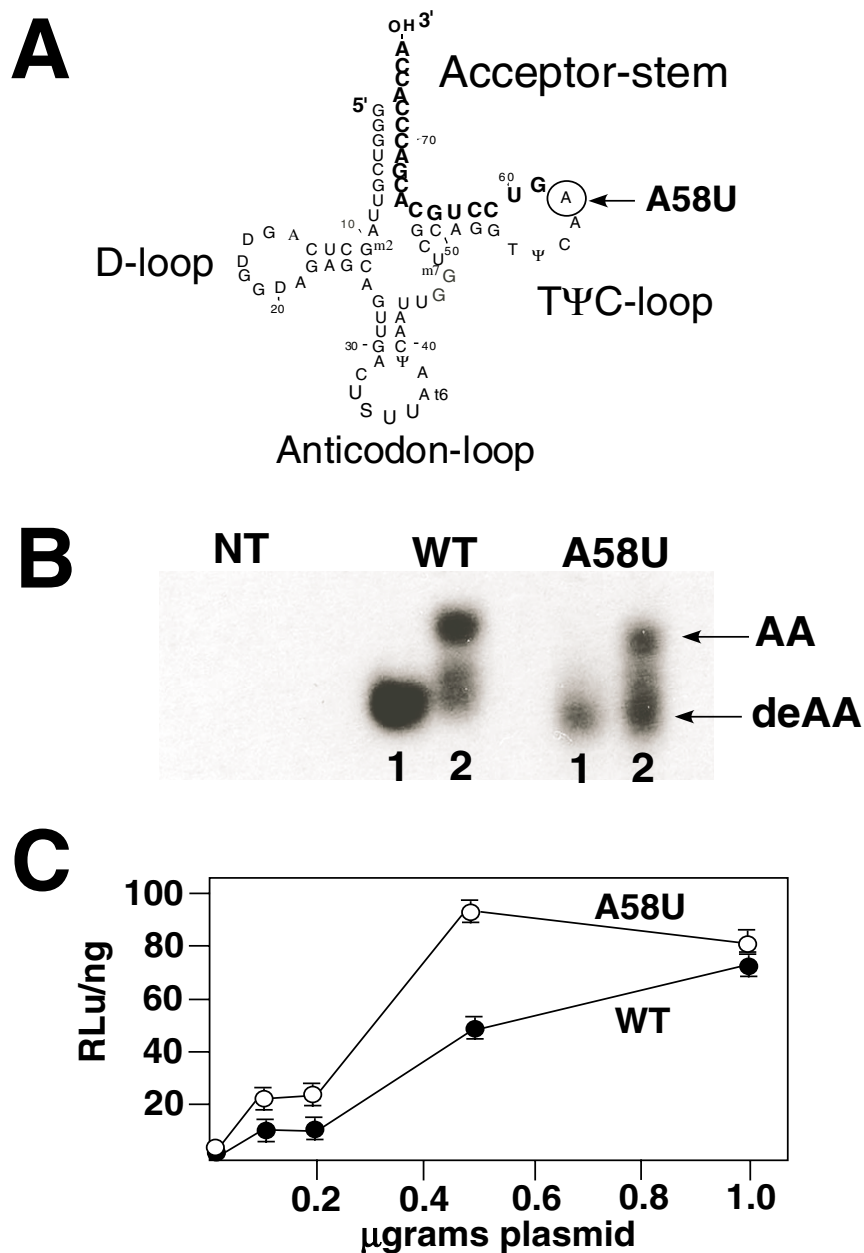 A
OH 3'
A
C
C
A
C
C
C
A
G
C
A
Acceptor-stem
5'
G
G
G
U
C
G
U
U
A
70
60
U G A
A58U
C G U C C
G C A G G
50
A
C
Ψ
T
10
m2
D G A C U C G
D
G
G D A G A G C
20
A
D-loop
C
U
m7 G
G
U U
TΨC-loop
G
U
U
G
A
A
A
C
Ψ
30
40
C
U
S
U
U
A
A t6
Anticodon-loop
B
NT WT A58U
AA
deAA
1 2 1 2
C
100
80
60
40
20
RLu/ng
A58U
WT
0.2 0.4 0.6 0.8 1.0
μgrams plasmid